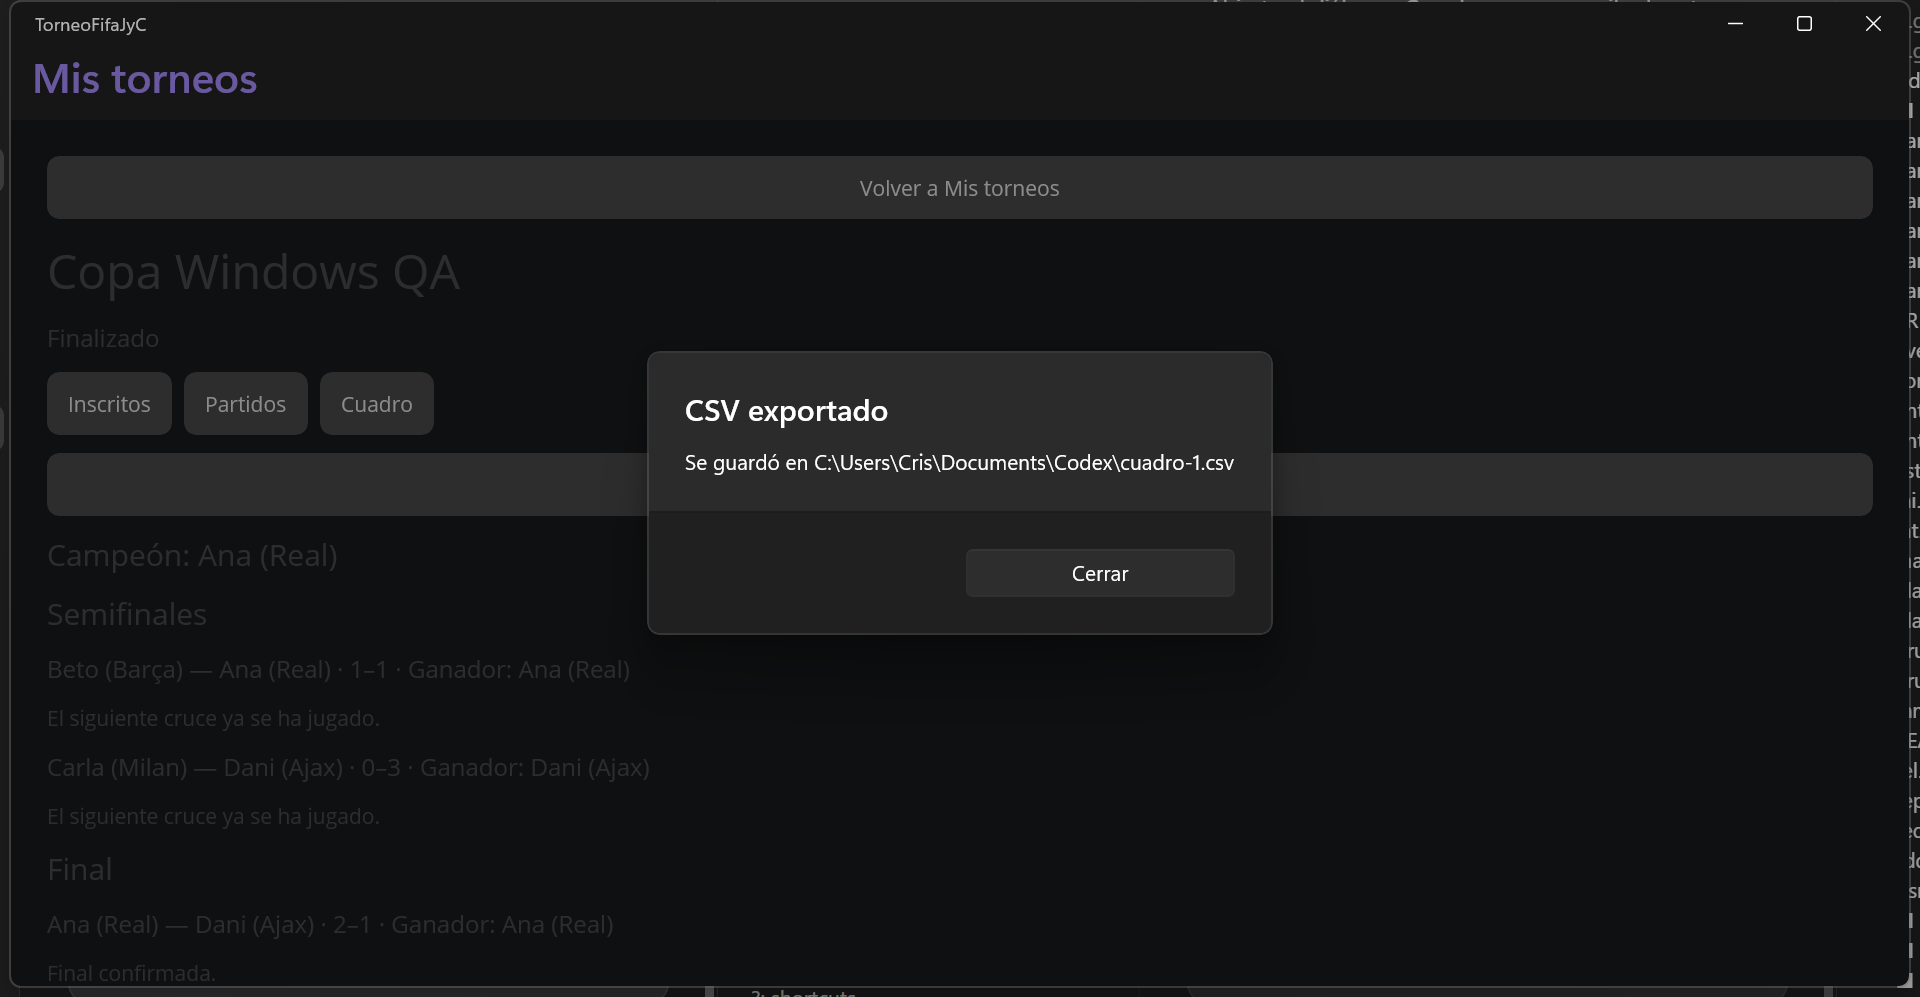 TorneoFifaJyC
Mis torneos
Volver a Mis torneos
Copa Windows QA
Finalizado
Inscritos
Partidos
Cuadro
CSV exportado
Se guardó en C:\Users\Cris\Documents\Codex\cuadro-1.csv
Cerrar
Campeón: Ana (Real)
Semifinales
Beto (Barça) — Ana (Real) · 1–1 · Ganador: Ana (Real)
El siguiente cruce ya se ha jugado.
Carla (Milan) — Dani (Ajax) · 0–3 · Ganador: Dani (Ajax)
El siguiente cruce ya se ha jugado.
Final
Ana (Real) — Dani (Ajax) · 2–1 · Ganador: Ana (Real)
Final confirmada.